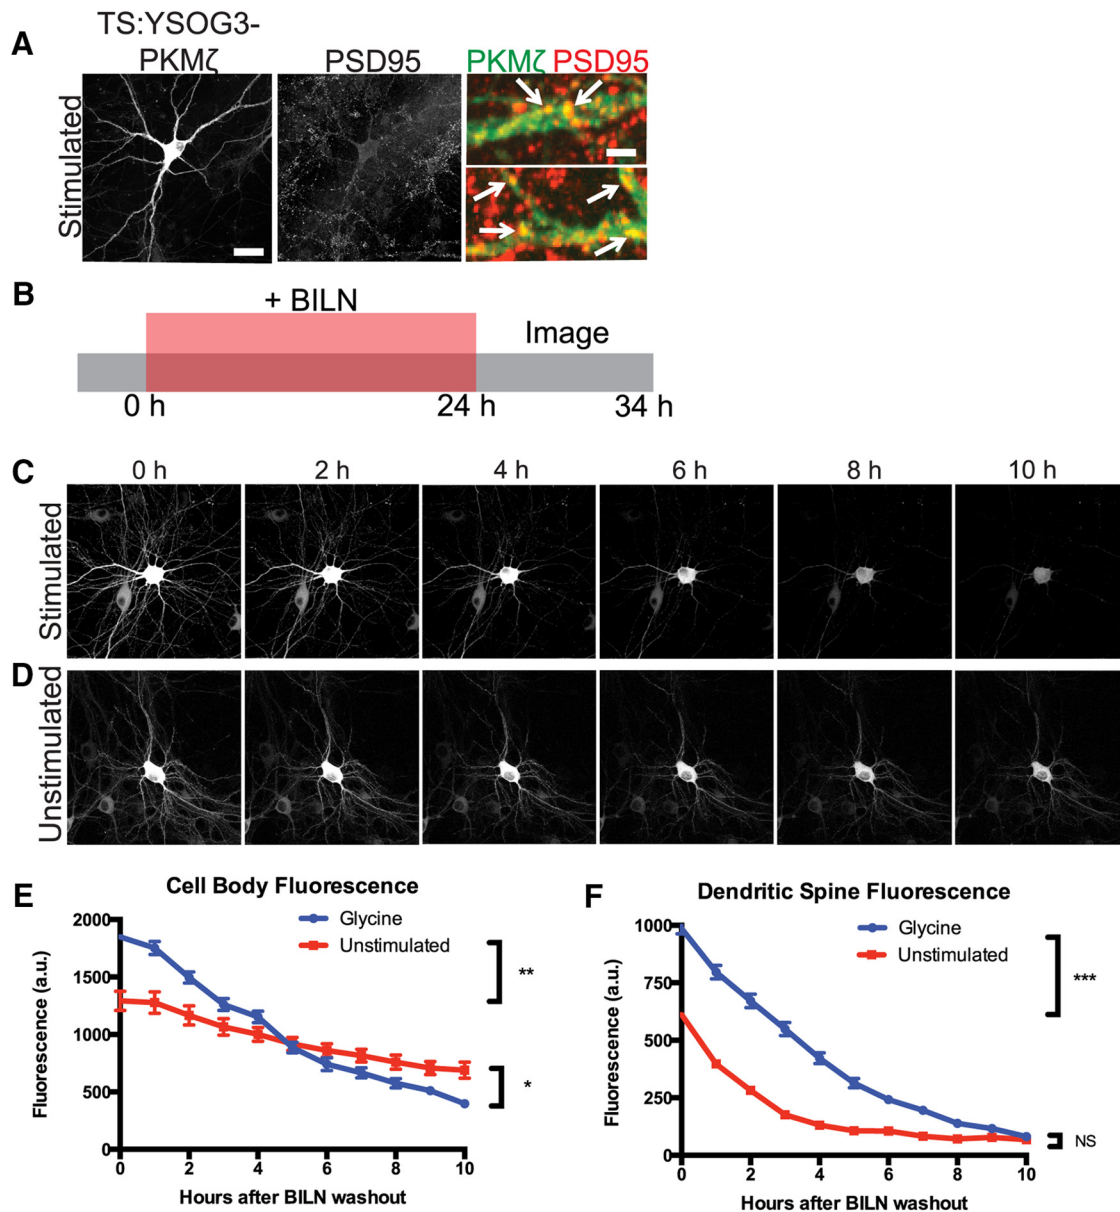 A
TS:YSOG3-
PKMζ
PSD95
PKMζ PSD95
Stimulated
B
+ BILN
Image
0 h
24 h
34 h
C
0 h
2 h
4 h
6 h
8 h
10 h
Stimulated
D
Unstimulated
E
Cell Body Fluorescence
Glycine
Unstimulated
2000
1500
1000
500
0
Fluorescence (a.u.)
**
*
0
2
4
6
8
10
Hours after BILN washout
F
Dendritic Spine Fluorescence
Glycine
Unstimulated
1000
750
500
250
0
Fluorescence (a.u.)
***
NS
0
2
4
6
8
10
Hours after BILN washout